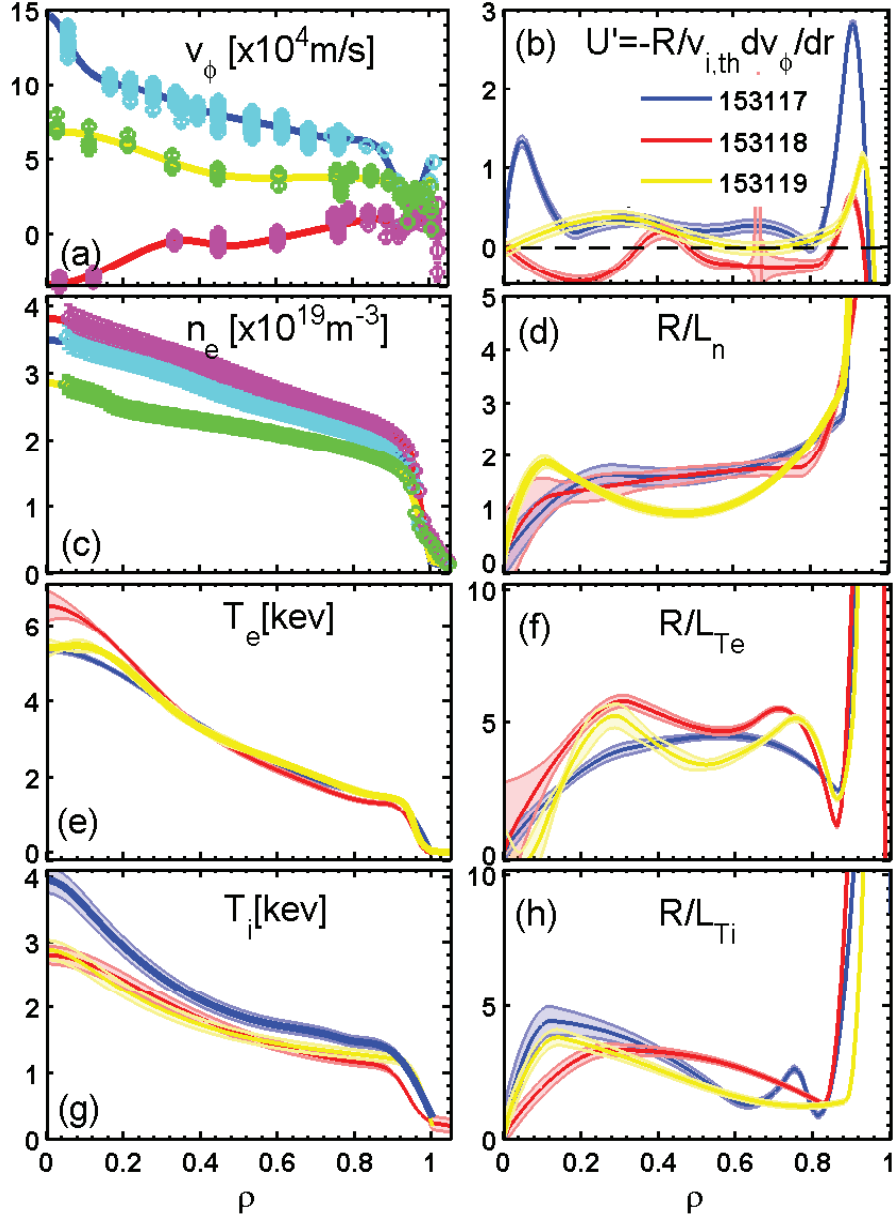 15
10
5
0
v_ϕ [x10^4m/s]
(a)
3
2
1
0
(b)
U'=-R/v_i,th dv_ϕ/dr
153117
153118
153119
4
3
2
1
0
n_e [x10^19m^-3]
(c)
5
4
3
2
1
0
(d)
R/L_n
6
4
2
0
T_e[kev]
(e)
10
5
0
(f)
R/L_Te
4
3
2
1
0
T_i[kev]
(g)
0 0.2 0.4 0.6 0.8 1
ρ
10
5
0
(h)
R/L_Ti
0 0.2 0.4 0.6 0.8 1
ρ